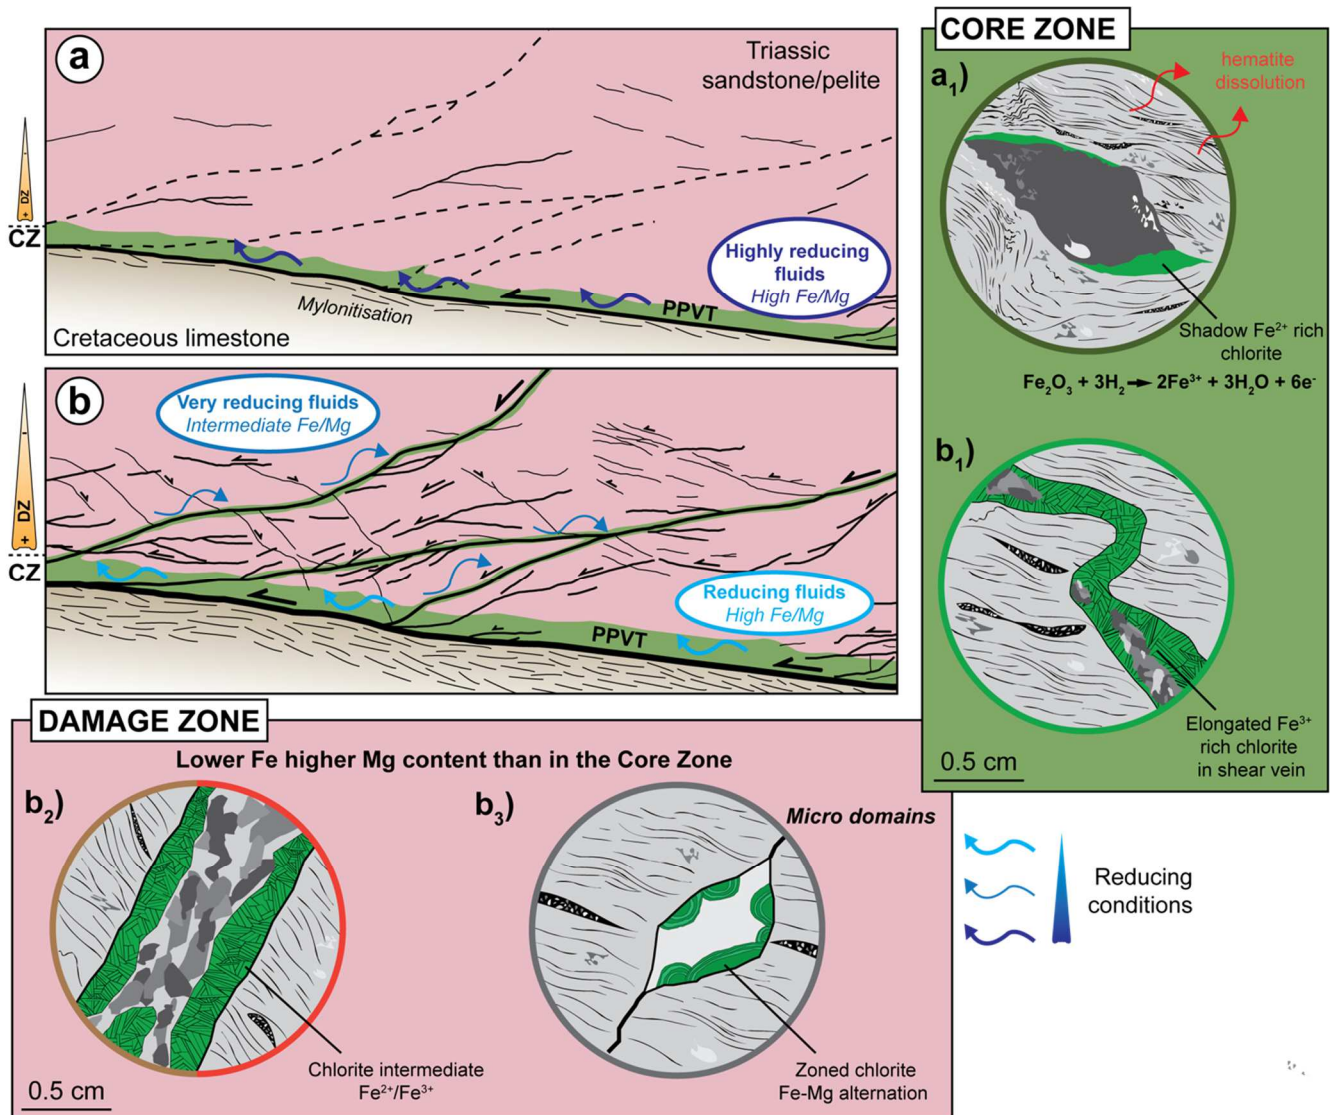 a
Triassic
sandstone/pelite
- DZ +
CZ
Highly reducing
fluids
High Fe/Mg
Mylonitisation
PPVT
Cretaceous limestone
b
Very reducing fluids
Intermediate Fe/Mg
- DZ +
CZ
Reducing fluids
High Fe/Mg
PPVT
CORE ZONE
a₁)
hematite
dissolution
Shadow Fe²⁺ rich
chlorite
Fe₂O₃ + 3H₂ → 2Fe³⁺ + 3H₂O + 6e⁻
b₁)
Elongated Fe³⁺
rich chlorite
in shear vein
0.5 cm
DAMAGE ZONE
Lower Fe higher Mg content than in the Core Zone
b₂)
Chlorite intermediate
Fe²⁺/Fe³⁺
0.5 cm
b₃)
Micro domains
Zoned chlorite
Fe-Mg alternation
Reducing
conditions